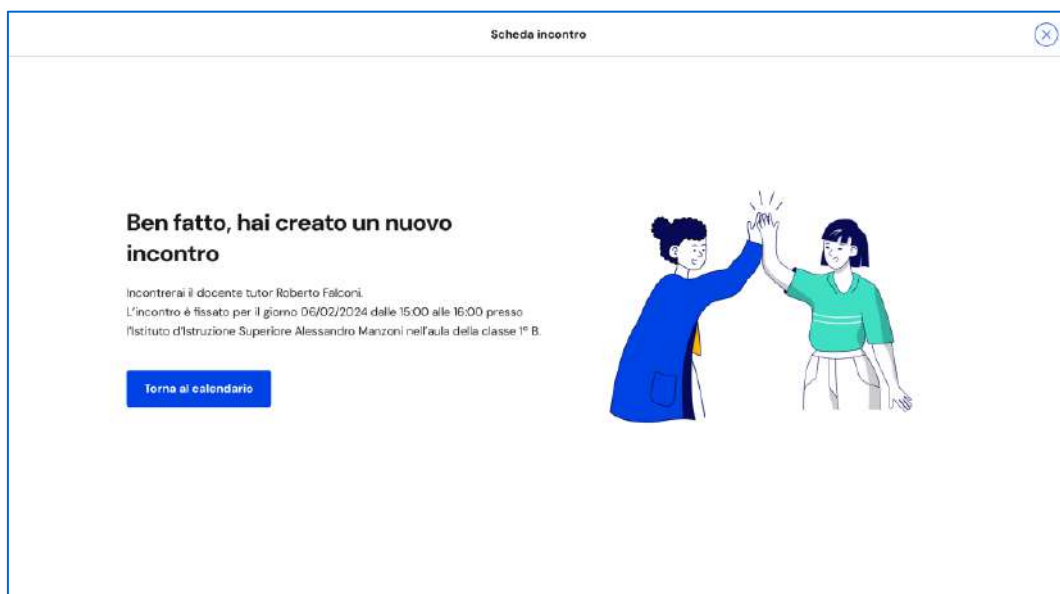 Scheda incontro
Ben fatto, hai creato un nuovo
incontro
Incontrerai il docente tutor Roberto Falconi.
L'incontro é fissato per il giorno 06/02/2024 dalle 15:00 alle 16:00 presso
l'Istituto d'Istruzione Superiore Alessandro Manzoni nell'aula della classe 1° B.
Torna al calendario